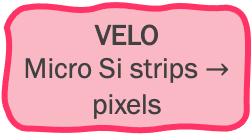 VELO
Micro Si strips →
pixels